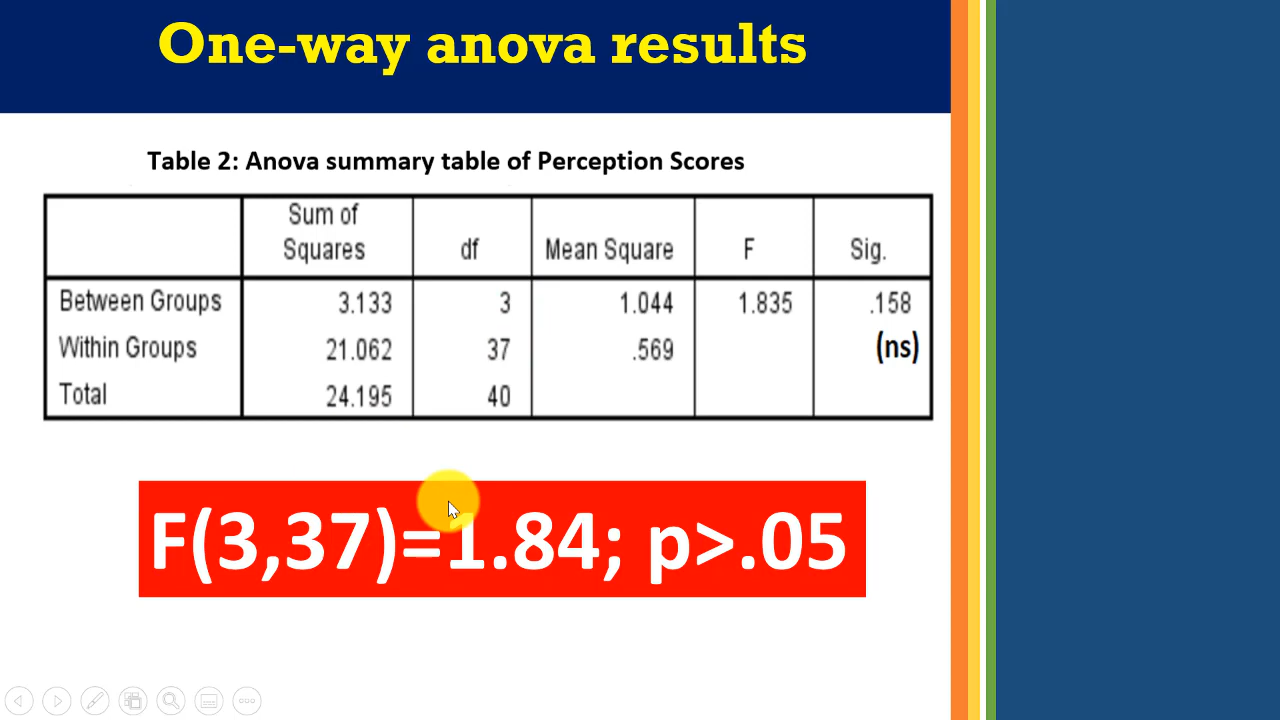 One-way anova results
Table 2: Anova summary table of Perception Scores
Sum of Squares df Mean Square F Sig.
Between Groups 3.133 3 1.044 1.835 .158
Within Groups 21.062 37 .569 (ns)
Total 24.195 40
F(3,37)=1.84; p>.05